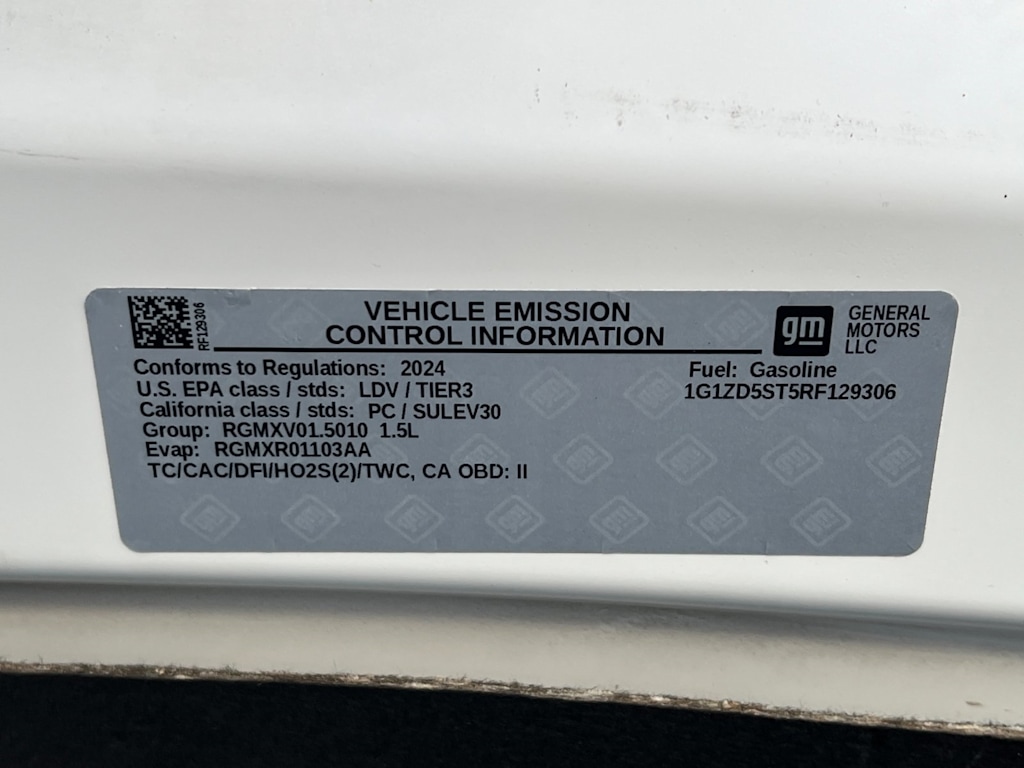 RF129306
VEHICLE EMISSION
CONTROL INFORMATION
gm
GENERAL
MOTORS
LLC
Conforms to Regulations: 2024
U.S. EPA class / stds: LDV / TIER3
California class / stds: PC / SULEV30
Group: RGMXV01.5010 1.5L
Evap: RGMXR01103AA
TC/CAC/DFI/HO2S(2)/TWC, CA OBD: II
Fuel: Gasoline
1G1ZD5ST5RF129306